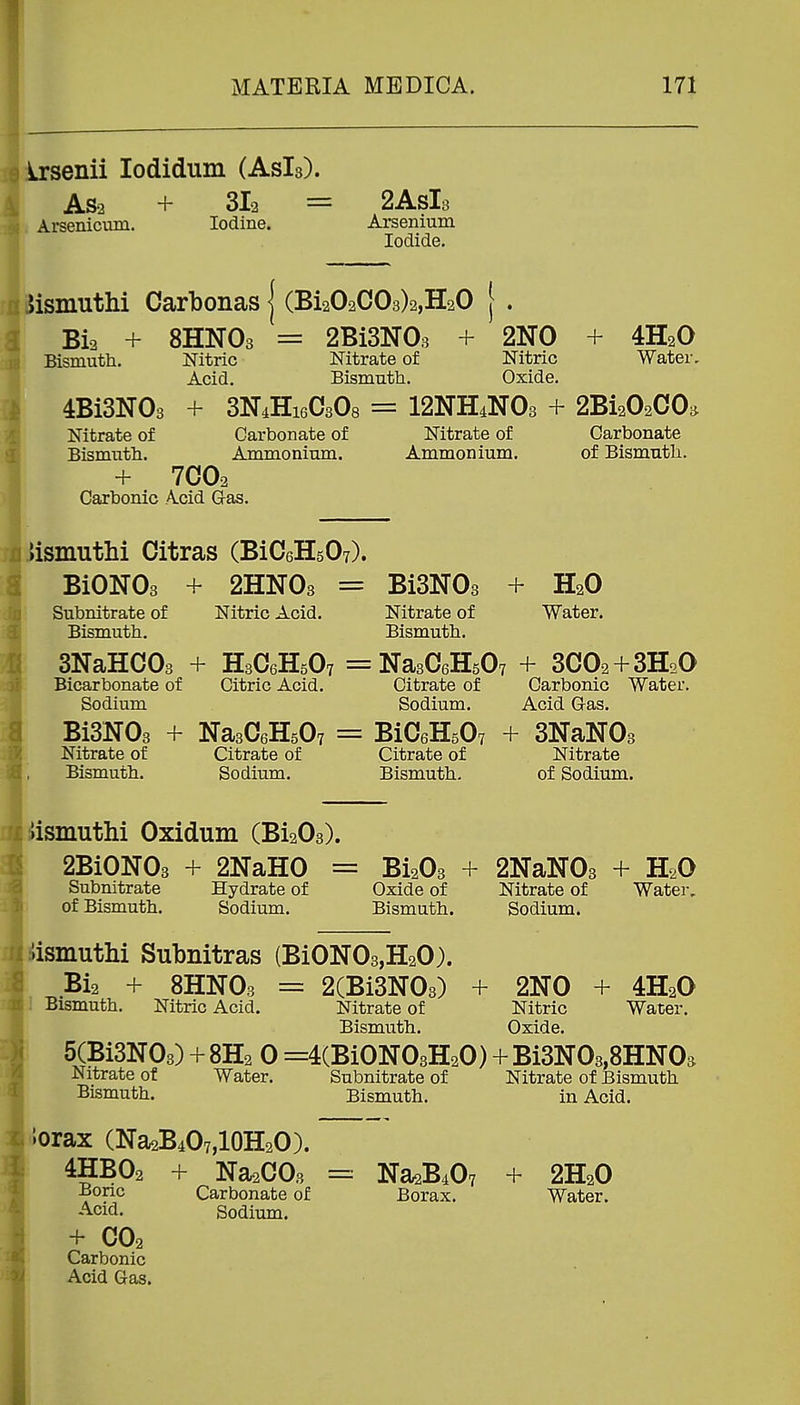 MATERIA MEDICA. 171
Arsenii Iodidum (AsI₃).
As₂ + 3I₂ = 2AsI₃
Arsenicum. Iodine. Arsenium
Iodide.
Bismuthi Carbonas { (Bi₂O₂CO₃)₂,H₂O } .
Bi₂ + 8HNO₃ = 2Bi3NO₃ + 2NO + 4H₂O
Bismuth. Nitric Nitrate of Nitric Water.
Acid. Bismuth. Oxide.
4Bi3NO₃ + 3N₄H₁₆C₃O₈ = 12NH₄NO₃ + 2Bi₂O₂CO₃
Nitrate of Carbonate of Nitrate of Carbonate
Bismuth. Ammonium. Ammonium. of Bismuth.
+ 7CO₂
Carbonic Acid Gas.
Bismuthi Citras (BiC₆H₅O₇).
BiONO₃ + 2HNO₃ = Bi3NO₃ + H₂O
Subnitrate of Nitric Acid. Nitrate of Water.
Bismuth. Bismuth.
3NaHCO₃ + H₃C₆H₅O₇ = Na₃C₆H₅O₇ + 3CO₂+3H₂O
Bicarbonate of Citric Acid. Citrate of Carbonic Water.
Sodium Sodium. Acid Gas.
Bi3NO₃ + Na₃C₆H₅O₇ = BiC₆H₅O₇ + 3NaNO₃
Nitrate of Citrate of Citrate of Nitrate
Bismuth. Sodium. Bismuth. of Sodium.
Bismuthi Oxidum (Bi₂O₃).
2BiONO₃ + 2NaHO = Bi₂O₃ + 2NaNO₃ + H₂O
Subnitrate Hydrate of Oxide of Nitrate of Water.
of Bismuth. Sodium. Bismuth. Sodium.
Bismuthi Subnitras (BiONO₃,H₂O).
Bi₂ + 8HNO₃ = 2(Bi3NO₃) + 2NO + 4H₂O
Bismuth. Nitric Acid. Nitrate of Nitric Water.
Bismuth. Oxide.
5(Bi3NO₃)+8H₂ O=4(BiONO₃H₂O)+Bi3NO₃,8HNO₃
Nitrate of Water. Subnitrate of Nitrate of Bismuth
Bismuth. Bismuth. in Acid.
Borax (Na₂B₄O₇,10H₂O).
4HBO₂ + Na₂CO₃ = Na₂B₄O₇ + 2H₂O
Boric Carbonate of Borax. Water.
Acid. Sodium.
+ CO₂
Carbonic
Acid Gas.